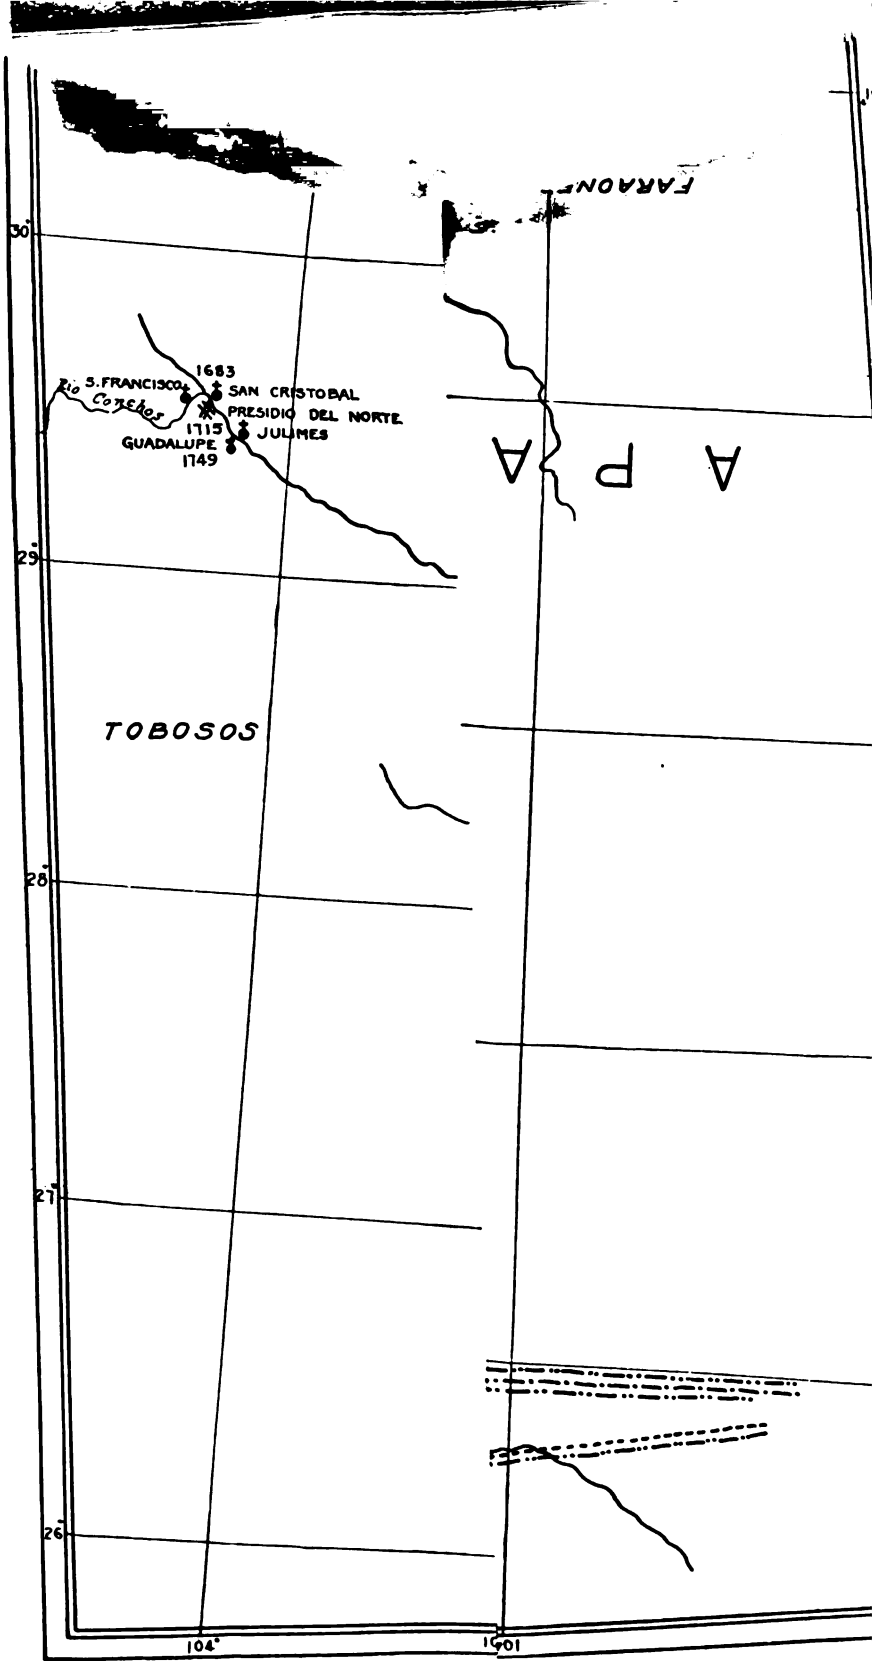 FARAONE
30°
1683
S. FRANCISCO
SAN CRISTOBAL
Rio Conchos
PRESIDIO DEL NORTE
1715
JULIMES
GUADALUPE
1749
A P A
29°
TOBOSOS
28°
27°
26°
104°
101